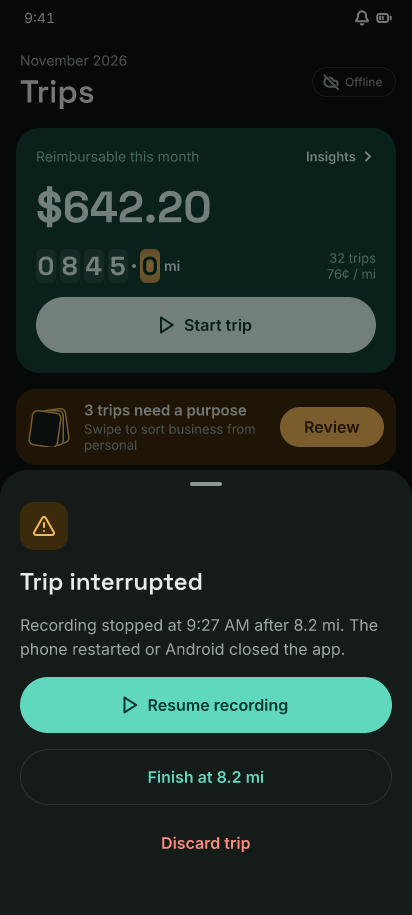 9:41
November 2026
Trips
Offline
Reimbursable this month
Insights
$642.20
0845.0 mi
32 trips
76¢ / mi
Start trip
3 trips need a purpose
Swipe to sort business from
personal
Review
Trip interrupted
Recording stopped at 9:27 AM after 8.2 mi. The
phone restarted or Android closed the app.
Resume recording
Finish at 8.2 mi
Discard trip